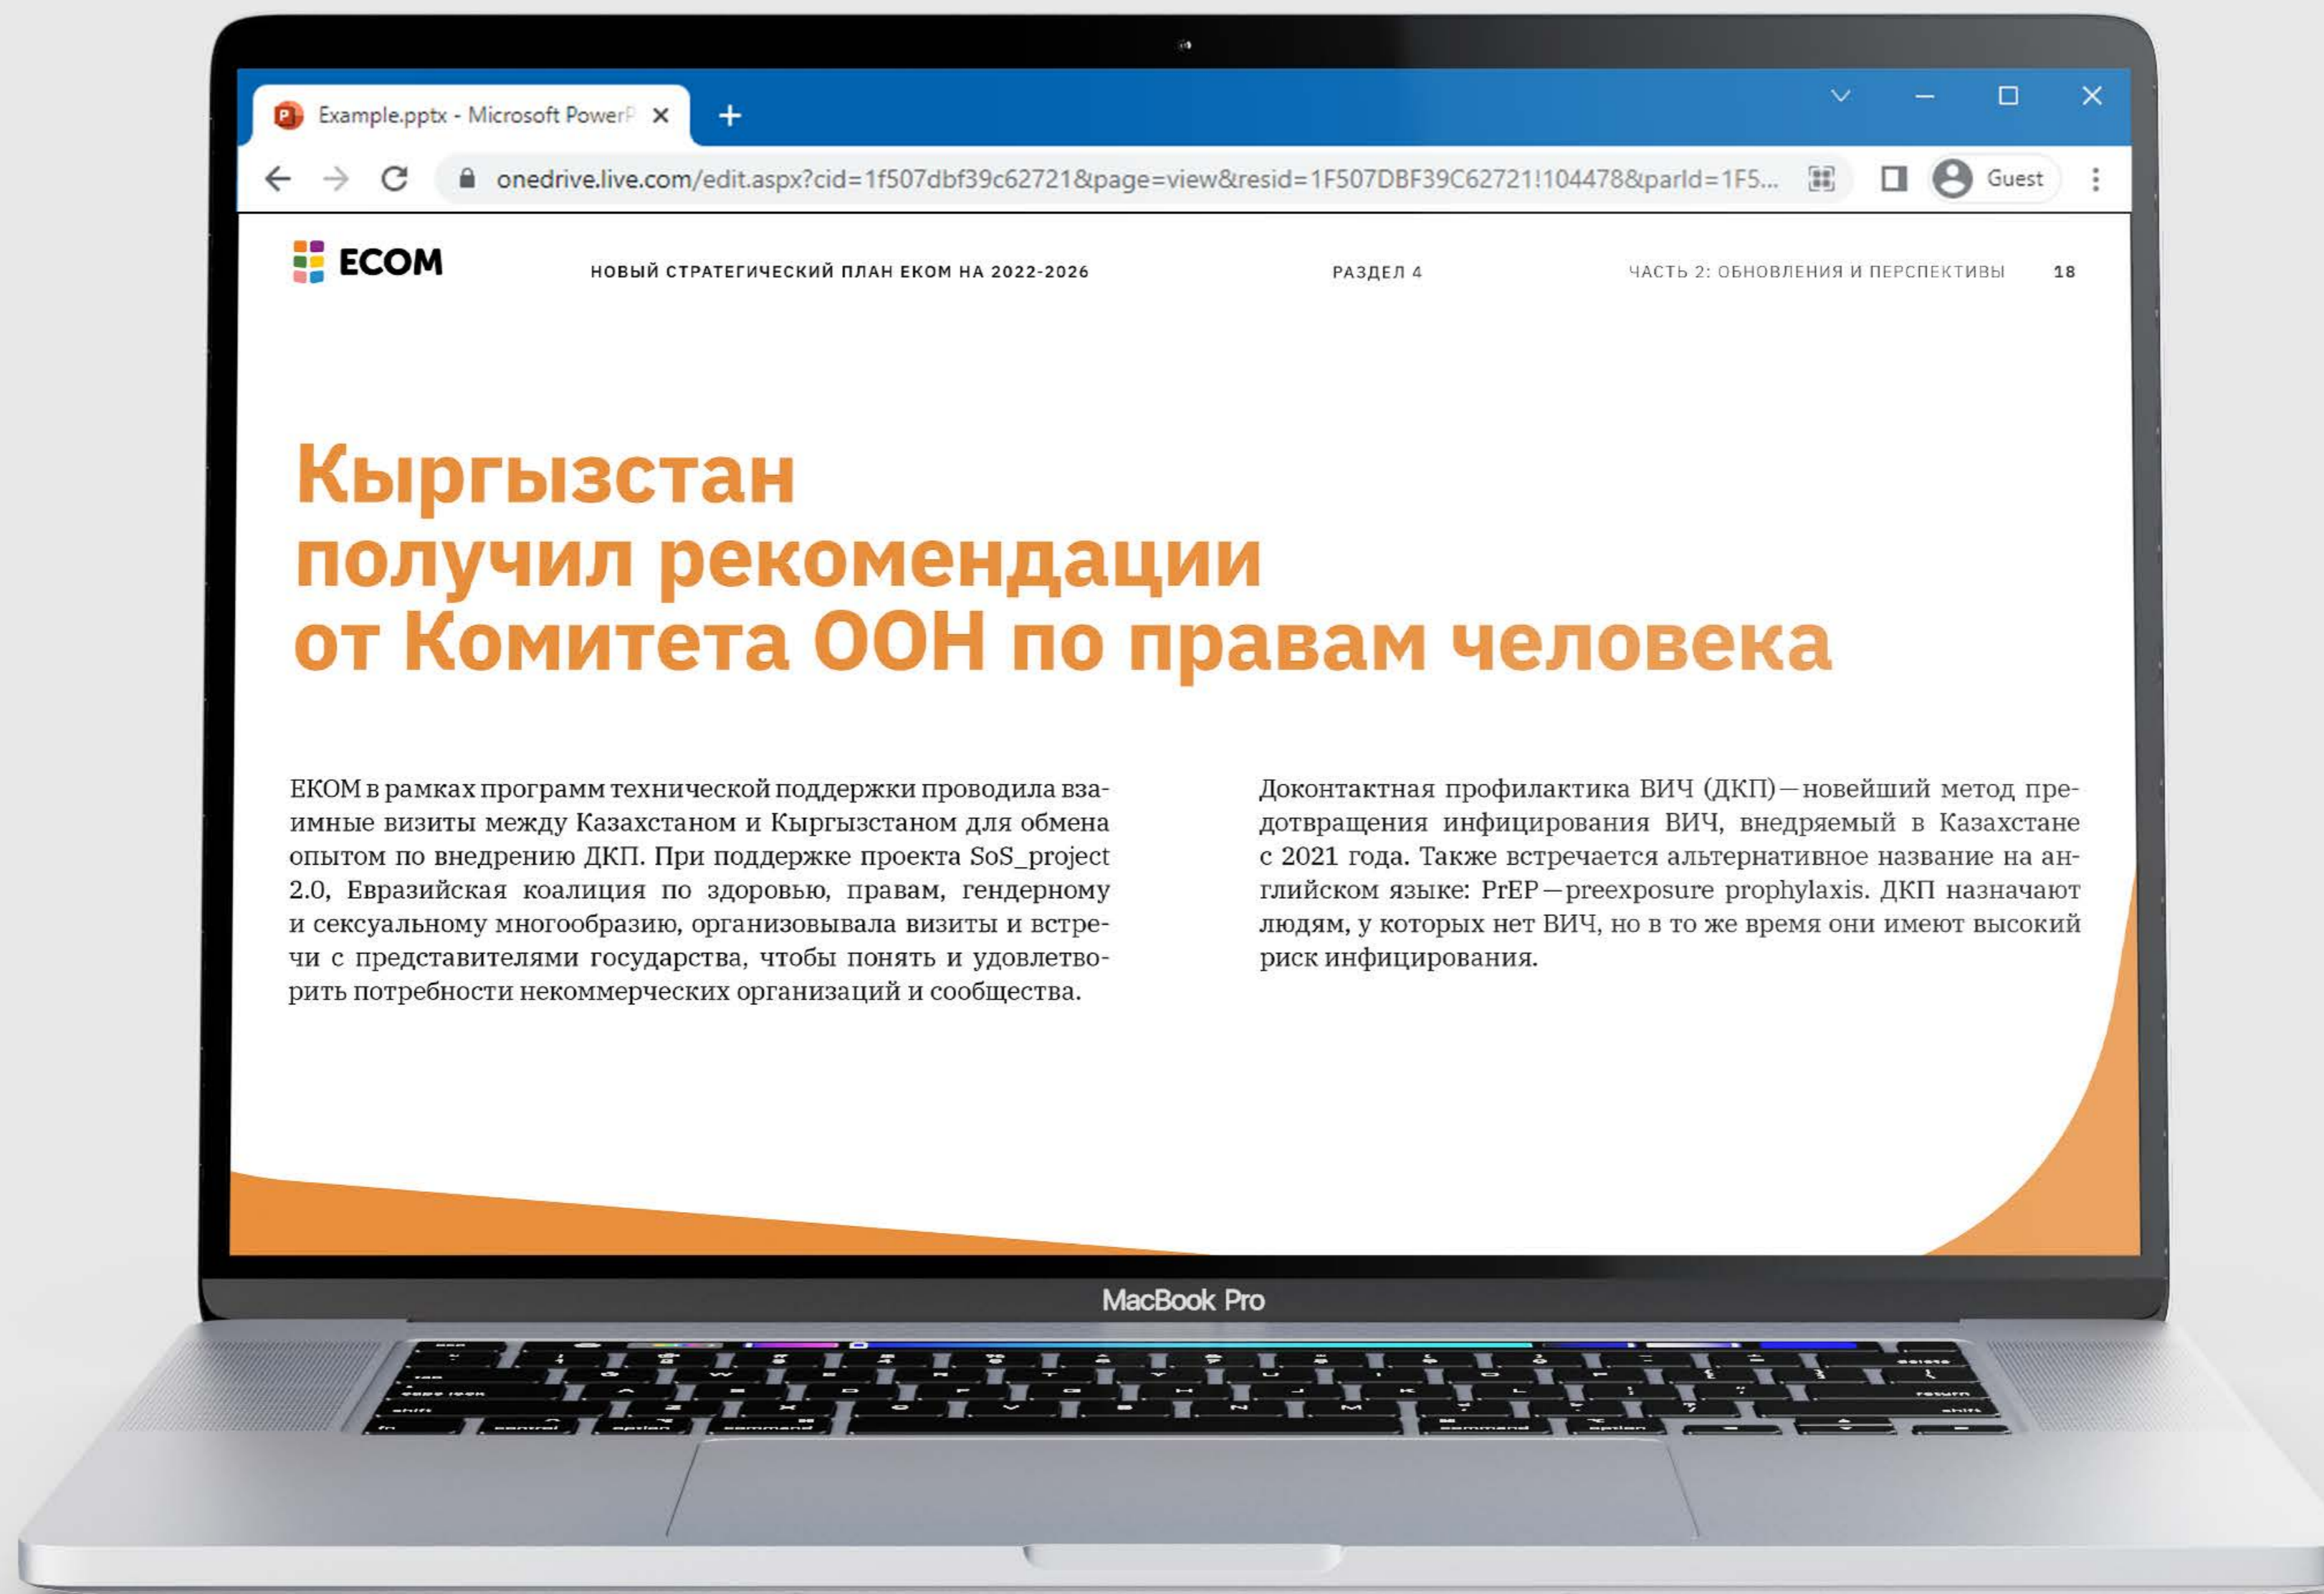 Example.pptx - Microsoft PowerP
onedrive.live.com/edit.aspx?cid=1f507dbf39c62721&page=view&resid=1F507DBF39C62721!104478&parId=1F5...
Guest
ECOM
НОВЫЙ СТРАТЕГИЧЕСКИЙ ПЛАН ЕКОМ НА 2022-2026
РАЗДЕЛ 4
ЧАСТЬ 2: ОБНОВЛЕНИЯ И ПЕРСПЕКТИВЫ 18
Кыргызстан
получил рекомендации
от Комитета ООН по правам человека
ЕКОМ в рамках программ технической поддержки проводила вза-
имные визиты между Казахстаном и Кыргызстаном для обмена
опытом по внедрению ДКП. При поддержке проекта SoS_project
2.0, Евразийская коалиция по здоровью, правам, гендерному
и сексуальному многообразию, организовывала визиты и встре-
чи с представителями государства, чтобы понять и удовлетво-
рить потребности некоммерческих организаций и сообщества.
Доконтактная профилактика ВИЧ (ДКП)—новейший метод пре-
дотвращения инфицирования ВИЧ, внедряемый в Казахстане
с 2021 года. Также встречается альтернативное название на ан-
глийском языке: PrEP—preexposure prophylaxis. ДКП назначают
людям, у которых нет ВИЧ, но в то же время они имеют высокий
риск инфицирования.
MacBook Pro